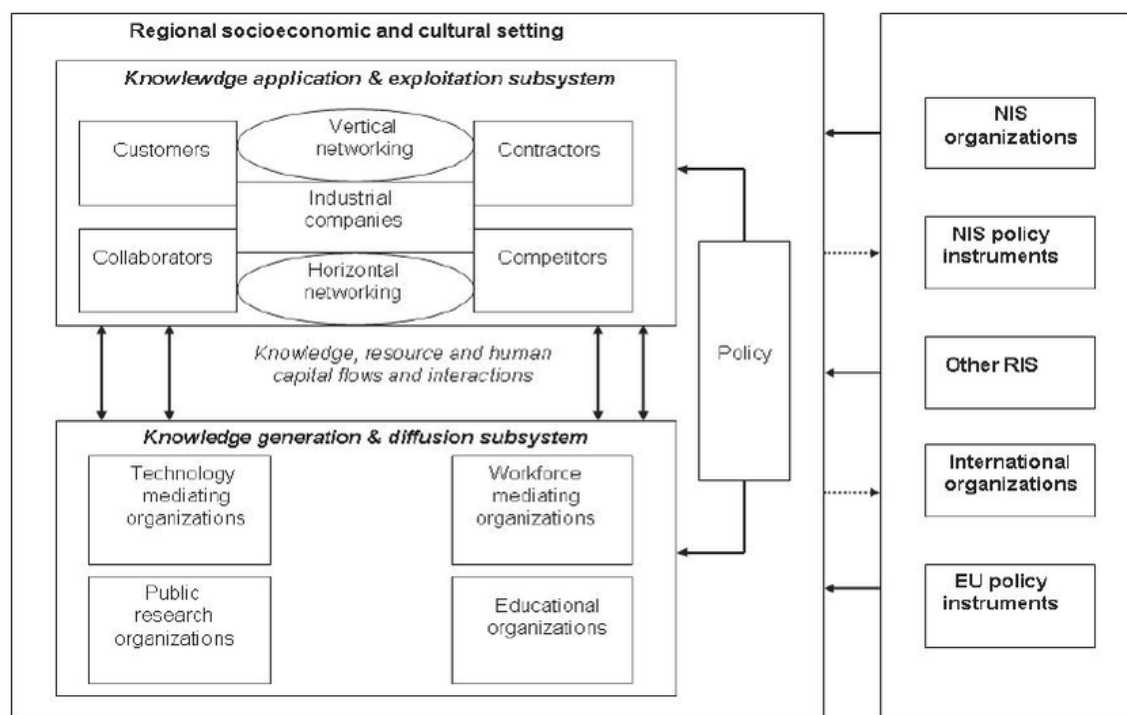 Regional socioeconomic and cultural setting
Knowlewdge application & exploitation subsystem
Customers
Vertical
networking
Contractors
Industrial
companies
Collaborators
Horizontal
networking
Competitors
Knowledge, resource and human
capital flows and interactions
Policy
Knowledge generation & diffusion subsystem
Technology
mediating
organizations
Workforce
mediating
organizations
Public
research
organizations
Educational
organizations
NIS
organizations
NIS policy
instruments
Other RIS
International
organizations
EU policy
instruments